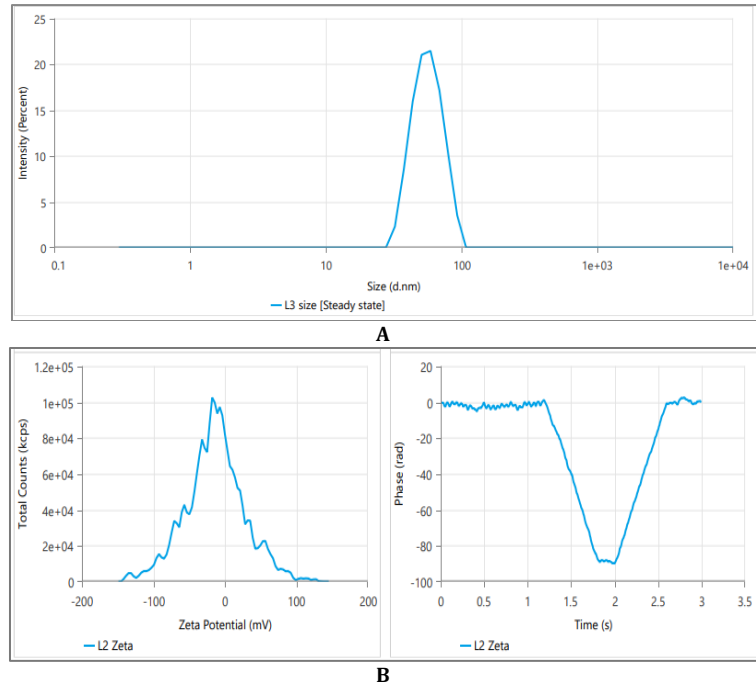 25
20
15
10
5
0
Intensity (Percent)
0.1 1 10 100 1e+03 1e+04
Size (d.nm)
L3 size [Steady state]
A
1.2e+05
1e+05
8e+04
6e+04
4e+04
2e+04
0
Total Counts (kcps)
-200 -100 0 100 200
Zeta Potential (mV)
L2 Zeta
20
0
-20
-40
-60
-80
-100
Phase (rad)
0 0.5 1 1.5 2 2.5 3 3.5
Time (s)
L2 Zeta
B